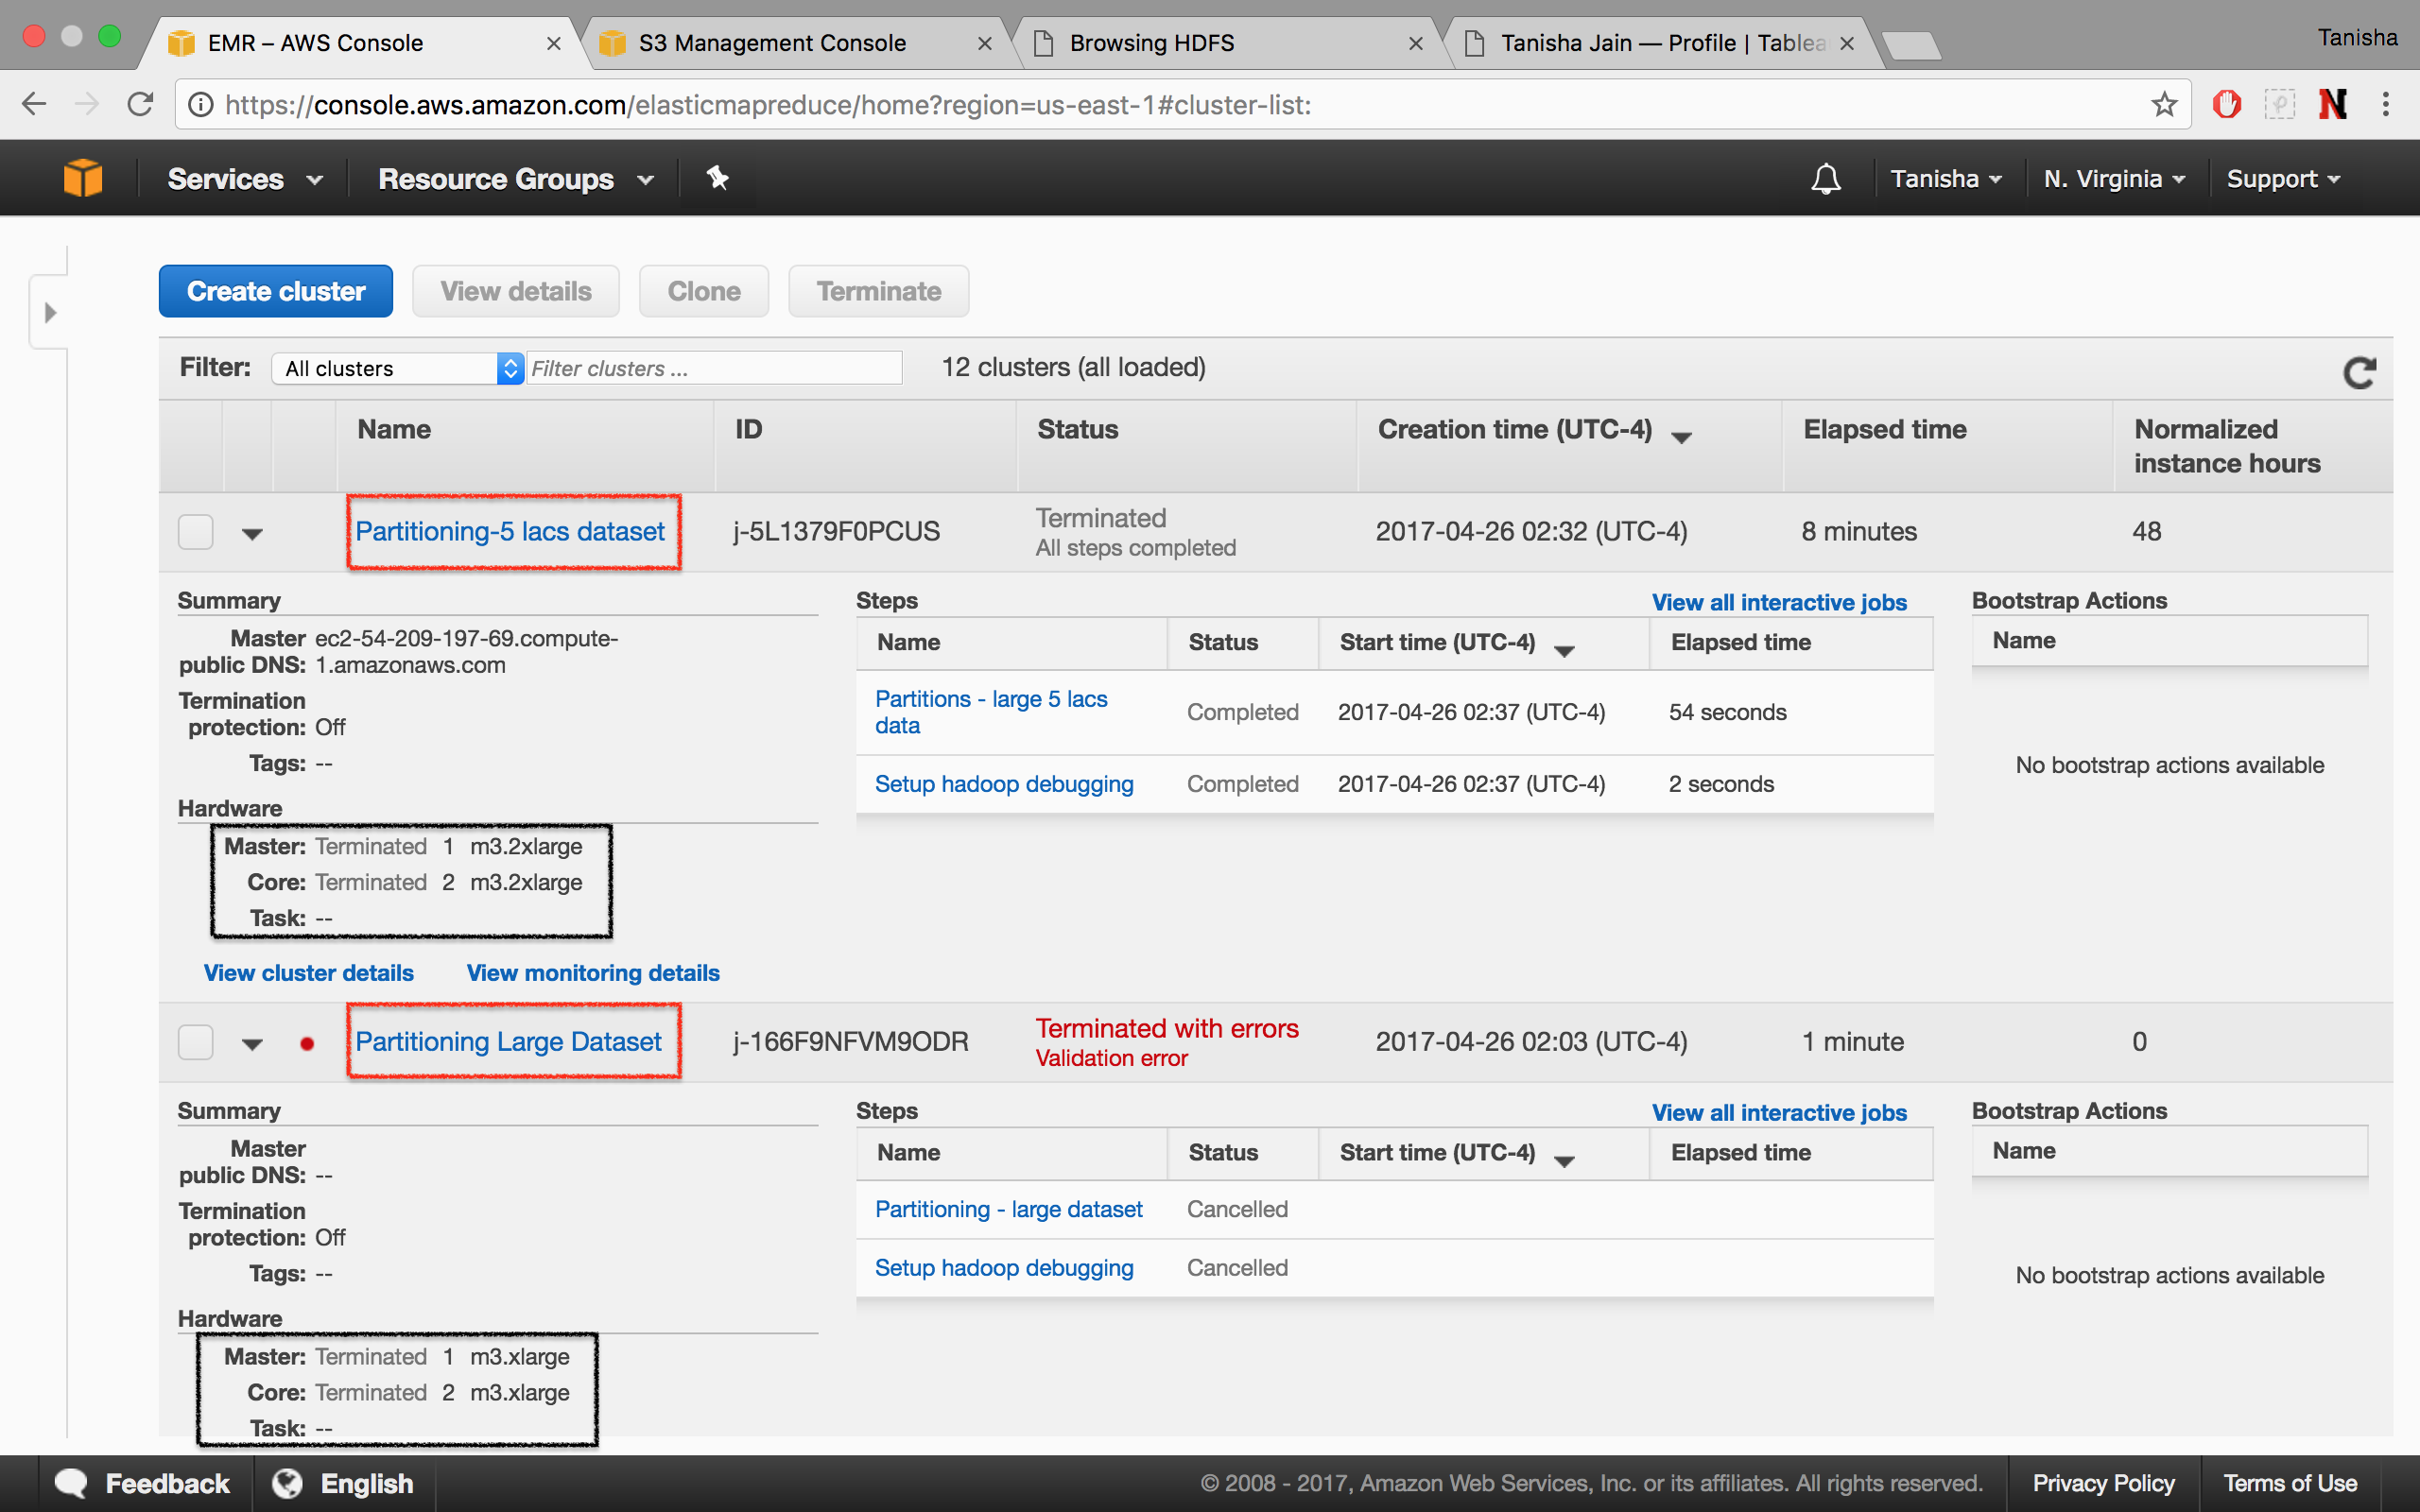 EMR – AWS Console
S3 Management Console
Browsing HDFS
Tanisha Jain — Profile | Tablea
Tanisha
https://console.aws.amazon.com/elasticmapreduce/home?region=us-east-1#cluster-list:
Services
Resource Groups
Tanisha
N. Virginia
Support
Create cluster
View details
Clone
Terminate
Filter:
All clusters
Filter clusters ...
12 clusters (all loaded)
Name
ID
Status
Creation time (UTC-4)
Elapsed time
Normalized
instance hours
Partitioning-5 lacs dataset
j-5L1379F0PCUS
Terminated
All steps completed
2017-04-26 02:32 (UTC-4)
8 minutes
48
Summary
Master ec2-54-209-197-69.compute-
public DNS: 1.amazonaws.com
Termination
protection: Off
Tags: --
Hardware
Master: Terminated 1 m3.2xlarge
Core: Terminated 2 m3.2xlarge
Task: --
View cluster details
View monitoring details
Steps
View all interactive jobs
Name
Status
Start time (UTC-4)
Elapsed time
Partitions - large 5 lacs
data
Completed
2017-04-26 02:37 (UTC-4)
54 seconds
Setup hadoop debugging
Completed
2017-04-26 02:37 (UTC-4)
2 seconds
Bootstrap Actions
Name
No bootstrap actions available
Partitioning Large Dataset
j-166F9NFVM9ODR
Terminated with errors
Validation error
2017-04-26 02:03 (UTC-4)
1 minute
0
Summary
Master
public DNS: --
Termination
protection: Off
Tags: --
Hardware
Master: Terminated 1 m3.xlarge
Core: Terminated 2 m3.xlarge
Task: --
Steps
View all interactive jobs
Name
Status
Start time (UTC-4)
Elapsed time
Partitioning - large dataset
Cancelled
Setup hadoop debugging
Cancelled
Bootstrap Actions
Name
No bootstrap actions available
Feedback
English
© 2008 - 2017, Amazon Web Services, Inc. or its affiliates. All rights reserved.
Privacy Policy
Terms of Use